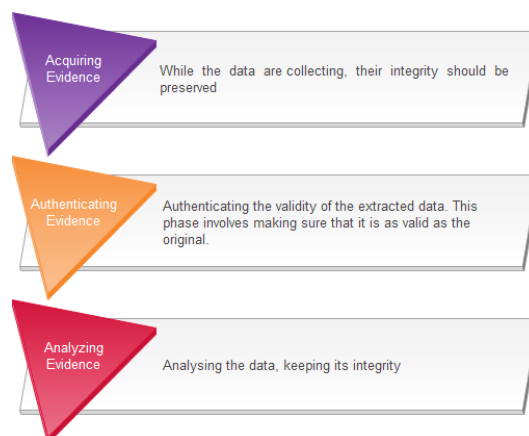 Acquiring
Evidence
While the data are collecting, their integrity should be
preserved
Authenticating
Evidence
Authenticating the validity of the extracted data. This
phase involves making sure that it is as valid as the
original.
Analyzing
Evidence
Analysing the data, keeping its integrity